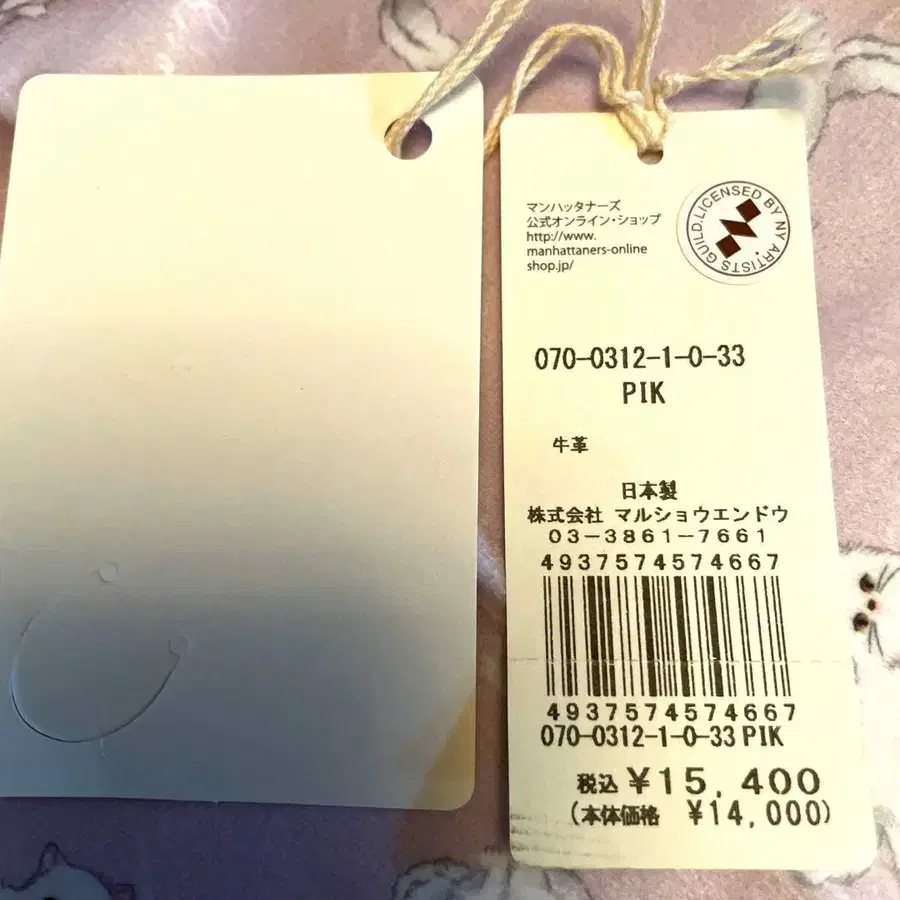 マンハッタナーズ
公式オンライン・ショップ
http://www.
manhattaners-online
shop.jp/
LICENSED BY NY ARTISTS GUILD.
070-0312-1-0-33
PIK
牛革
日本製
株式会社 マルショウエンドウ
03-3861-7661
4937574574667
4937574574667
070-0312-1-0-33 PIK
税込 ¥15,400
(本体価格 ¥14,000)